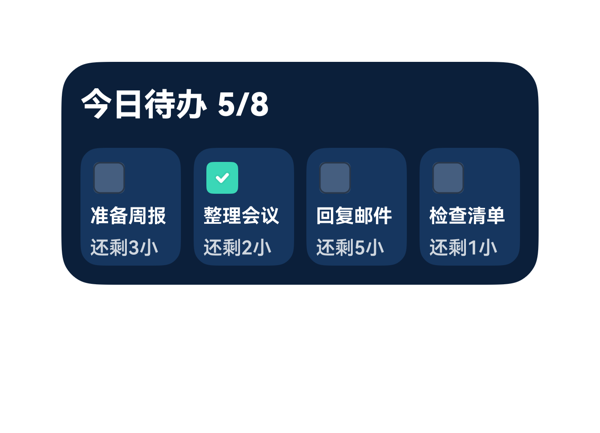 今日待办 5/8
准备周报
还剩3小
整理会议
还剩2小
回复邮件
还剩5小
检查清单
还剩1小